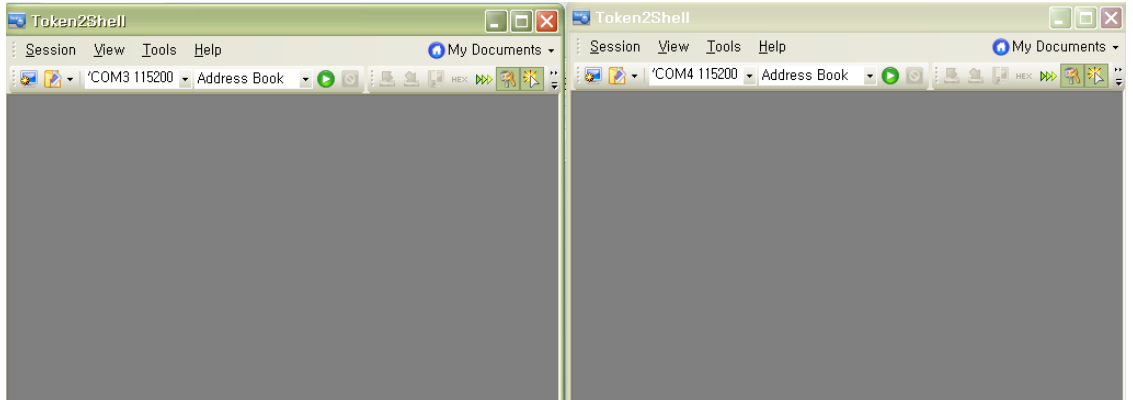 Token2Shell
Session View Tools Help My Documents
'COM3 115200 Address Book HEX
Token2Shell
Session View Tools Help My Documents
'COM4 115200 Address Book HEX